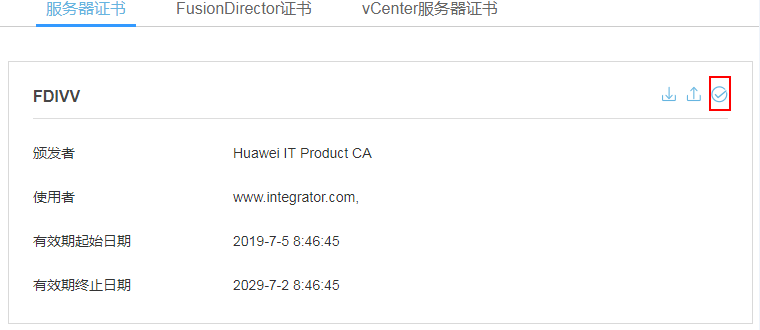 服务器证书 FusionDirector证书 vCenter服务器证书
FDIVV
颁发者 Huawei IT Product CA
使用者 www.integrator.com,
有效期起始日期 2019-7-5 8:46:45
有效期终止日期 2029-7-2 8:46:45